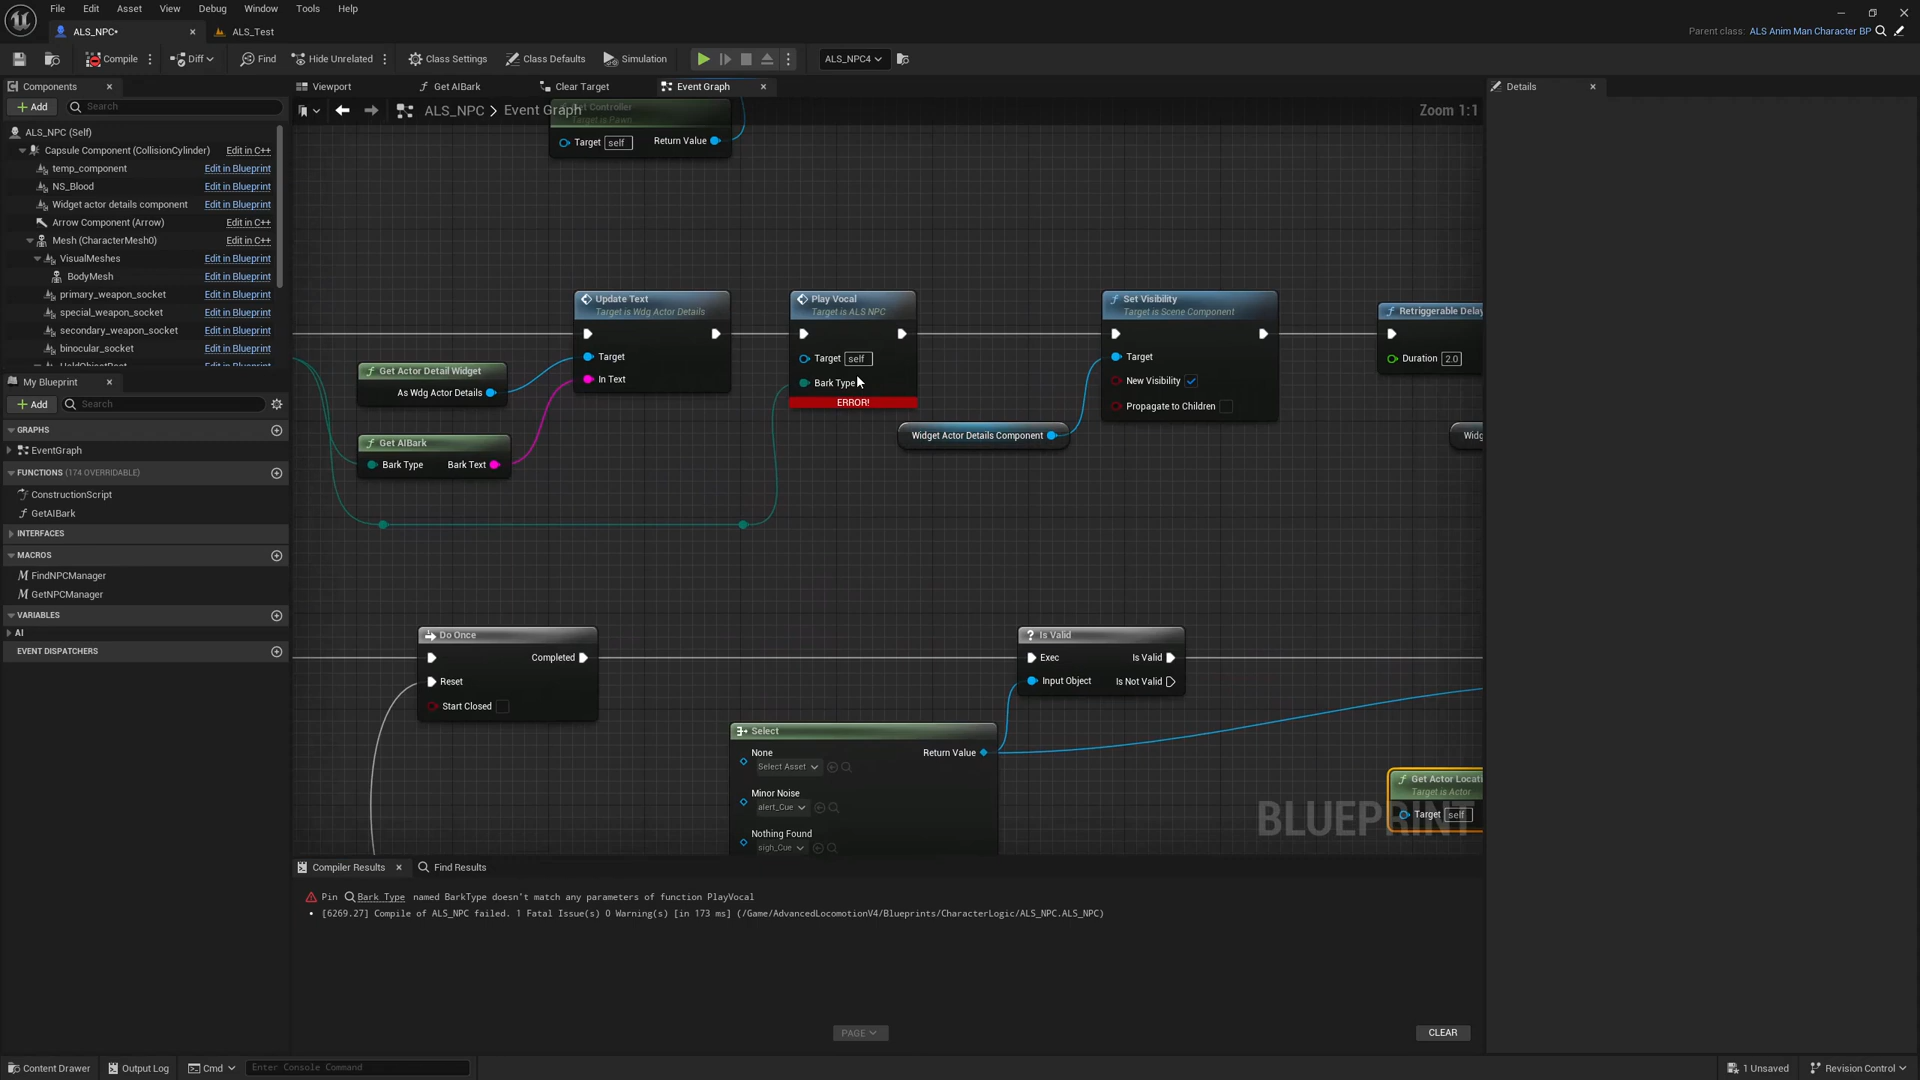 File Edit Asset View Window Debug Tools Help
ALS_NPC•
ALS_Test
Parent class: ALS Anim Man Character BP
Compile
Diff
Find
Hide Unrelated
Class Settings
Class Defaults
Simulation
ALS_NPC4
Components
Add
Search
ALS_NPC (Self)
Capsule Component (CollisionCylinder) Edit in C++
temp_component Edit in Blueprint
NS_Blood Edit in Blueprint
Widget actor details component Edit in Blueprint
Arrow Component (Arrow) Edit in C++
Mesh (CharacterMesh0) Edit in C++
VisualMeshes Edit in Blueprint
BodyMesh Edit in Blueprint
primary_weapon_socket Edit in Blueprint
special_weapon_socket Edit in Blueprint
secondary_weapon_socket Edit in Blueprint
binocular_socket Edit in Blueprint
My Blueprint
Add
Search
GRAPHS
EventGraph
FUNCTIONS (174 OVERRIDABLE)
ConstructionScript
GetAIBark
INTERFACES
MACROS
FindNPCManager
GetNPCManager
VARIABLES
AI
EVENT DISPATCHERS
Viewport
Get AIBark
Clear Target
Event Graph
ALS_NPC > Event Graph
Zoom 1:1
Get Controller
Target is Pawn
Target self
Return Value
Update Text
Target is Wdg Actor Details
Target
In Text
Play Vocal
Target is ALS NPC
Target self
Bark Type
ERROR!
Get Actor Detail Widget
As Wdg Actor Details
Get AIBark
Bark Type
Bark Text
Widget Actor Details Component
Set Visibility
Target is Scene Component
Target
New Visibility
Propagate to Children
Retriggerable Delay
Duration 2.0
Do Once
Completed
Reset
Start Closed
Is Valid
Exec
Is Valid
Input Object
Is Not Valid
Select
None
Return Value
Select Asset
Minor Noise
alert_Cue
Nothing Found
sigh_Cue
Get Actor Locati
Target is Actor
Target self
BLUEPRINT
Compiler Results
Find Results
Pin Bark Type named BarkType doesn't match any parameters of function PlayVocal
[6269.27] Compile of ALS_NPC failed. 1 Fatal Issue(s) 0 Warning(s) [in 173 ms] (/Game/AdvancedLocomotionV4/Blueprints/CharacterLogic/ALS_NPC.ALS_NPC)
PAGE
CLEAR
Details
Content Drawer
Output Log
Cmd
Enter Console Command
1 Unsaved
Revision Control